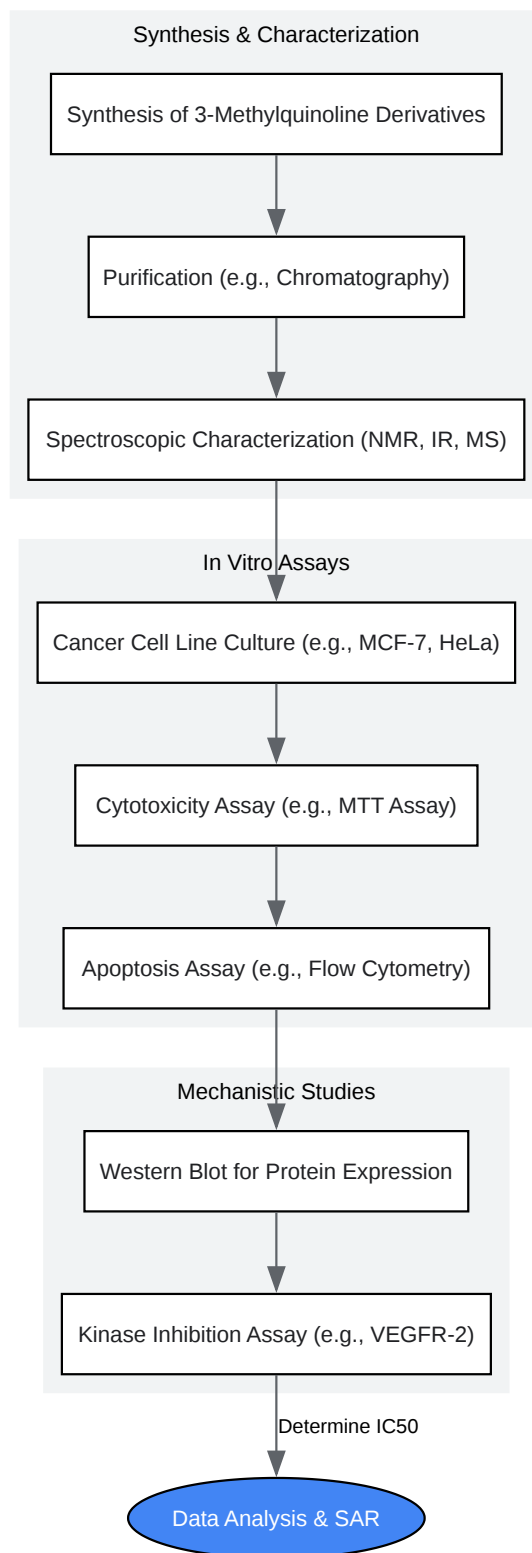 Synthesis & Characterization
Synthesis of 3-Methylquinoline Derivatives
Purification (e.g., Chromatography)
Spectroscopic Characterization (NMR, IR, MS)
In Vitro Assays
Cancer Cell Line Culture (e.g., MCF-7, HeLa)
Cytotoxicity Assay (e.g., MTT Assay)
Apoptosis Assay (e.g., Flow Cytometry)
Mechanistic Studies
Western Blot for Protein Expression
Kinase Inhibition Assay (e.g., VEGFR-2)
Determine IC50
Data Analysis & SAR